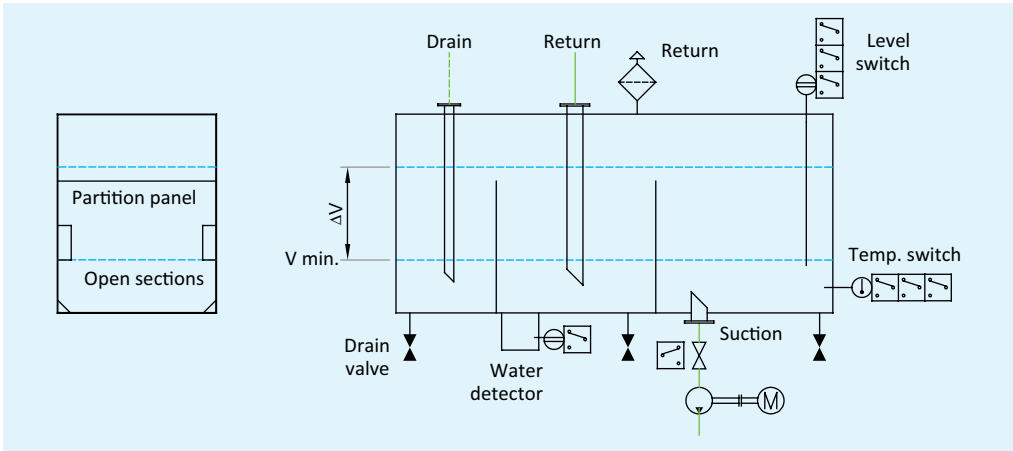 Drain
Return
Return
Level
switch
Partition panel
Open sections
ΔV
V min.
Temp. switch
Drain
valve
Water
detector
Suction
M